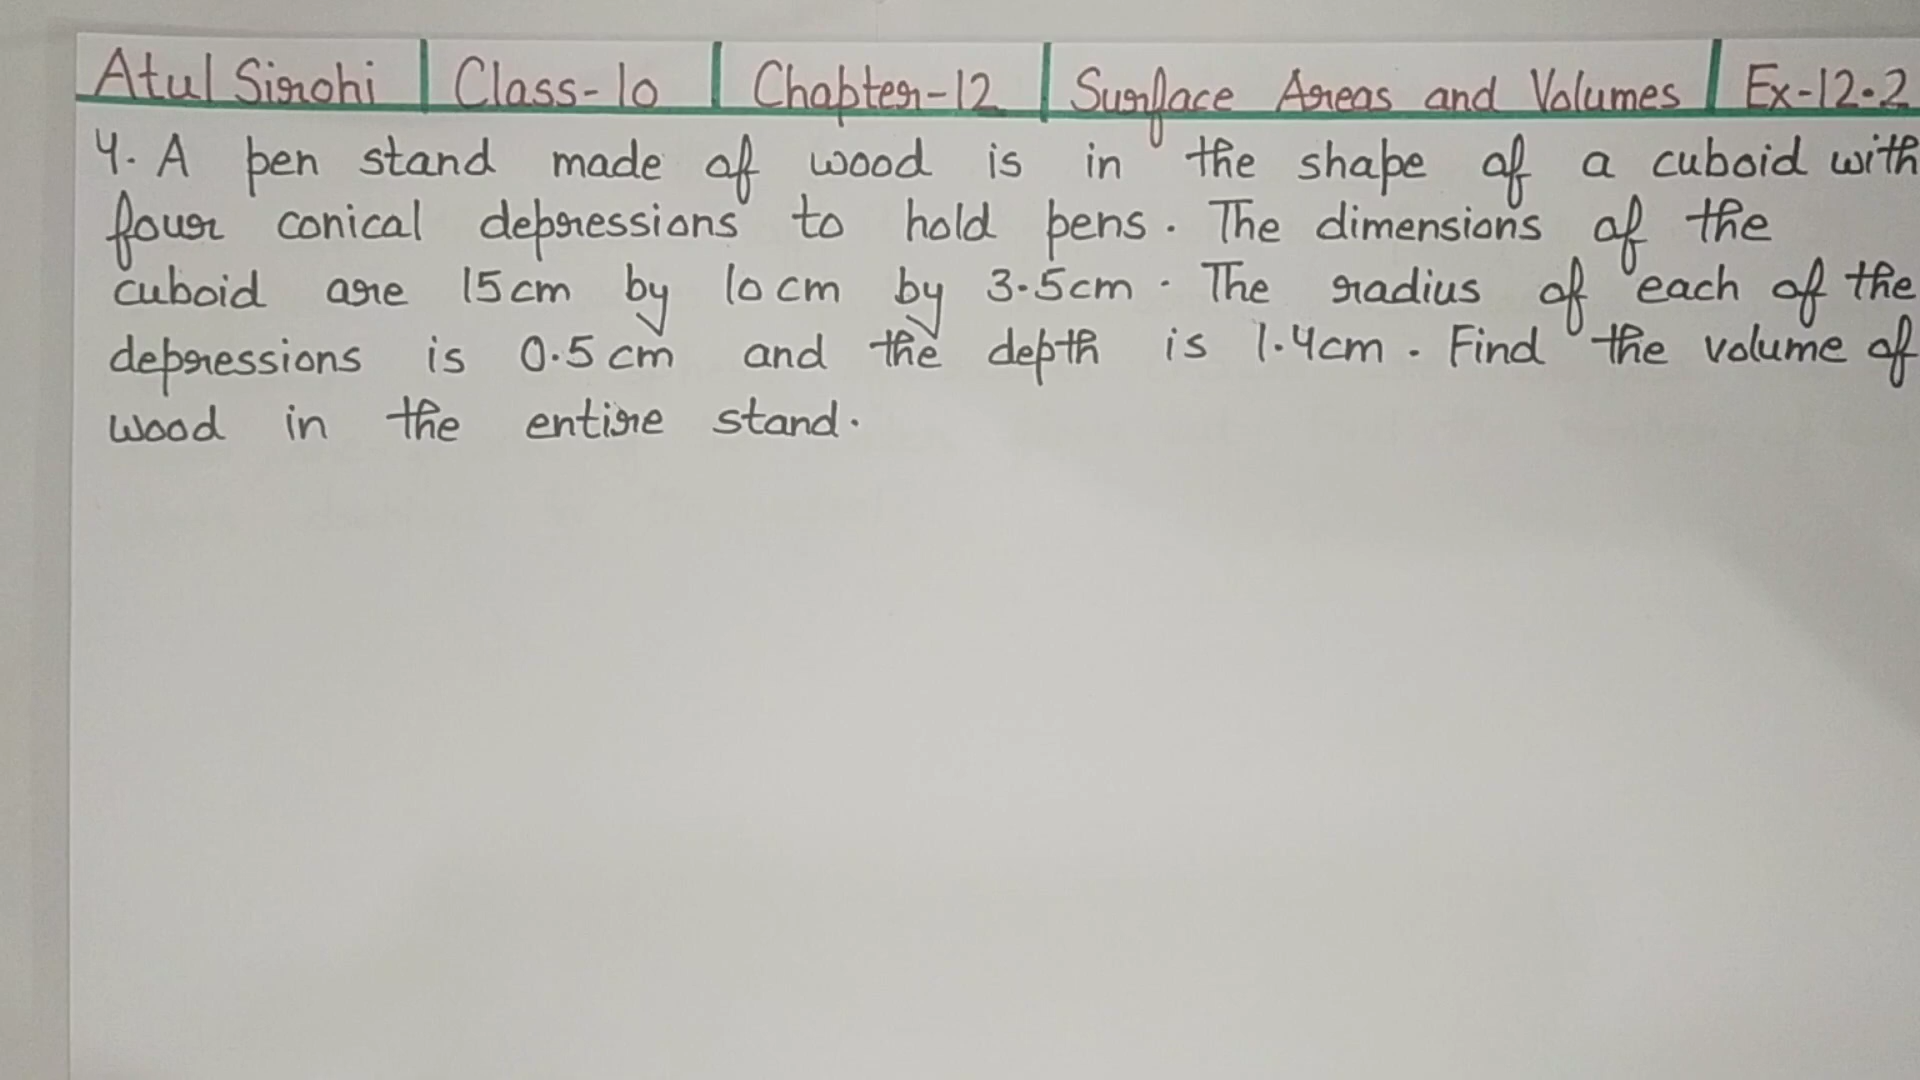 Atul Sirohi | Class-10 | Chapter-12 | Surface Areas and Volumes | Ex-12.2
4. A pen stand made of wood is in the shape of a cuboid with
four conical depressions to hold pens. The dimensions of the
cuboid are 15cm by 10cm by 3.5cm. The radius of each of the
depressions is 0.5cm and the depth is 1.4cm. Find the volume of
wood in the entire stand.